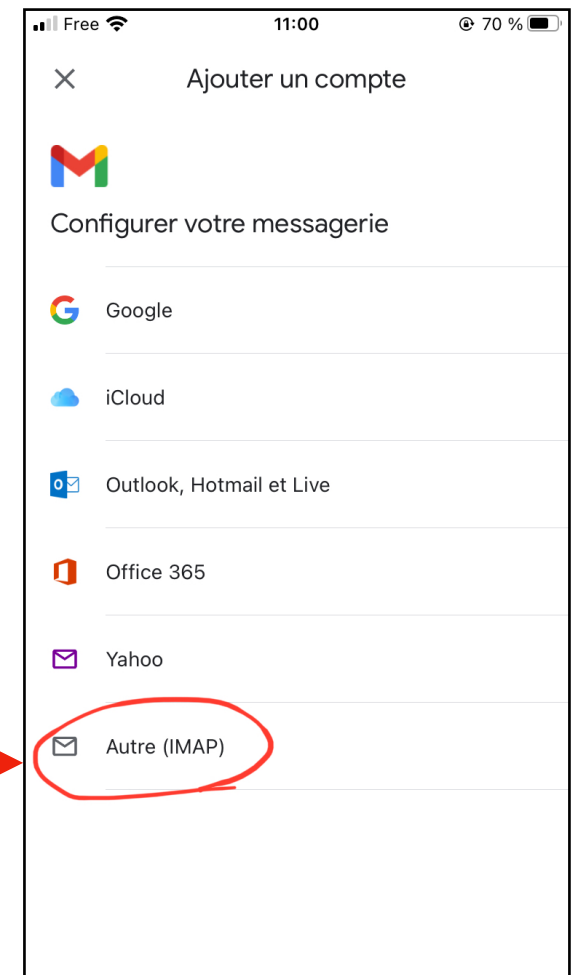 Free 11:00 70 %
Ajouter un compte
Configurer votre messagerie
Google
iCloud
Outlook, Hotmail et Live
Office 365
Yahoo
Autre (IMAP)